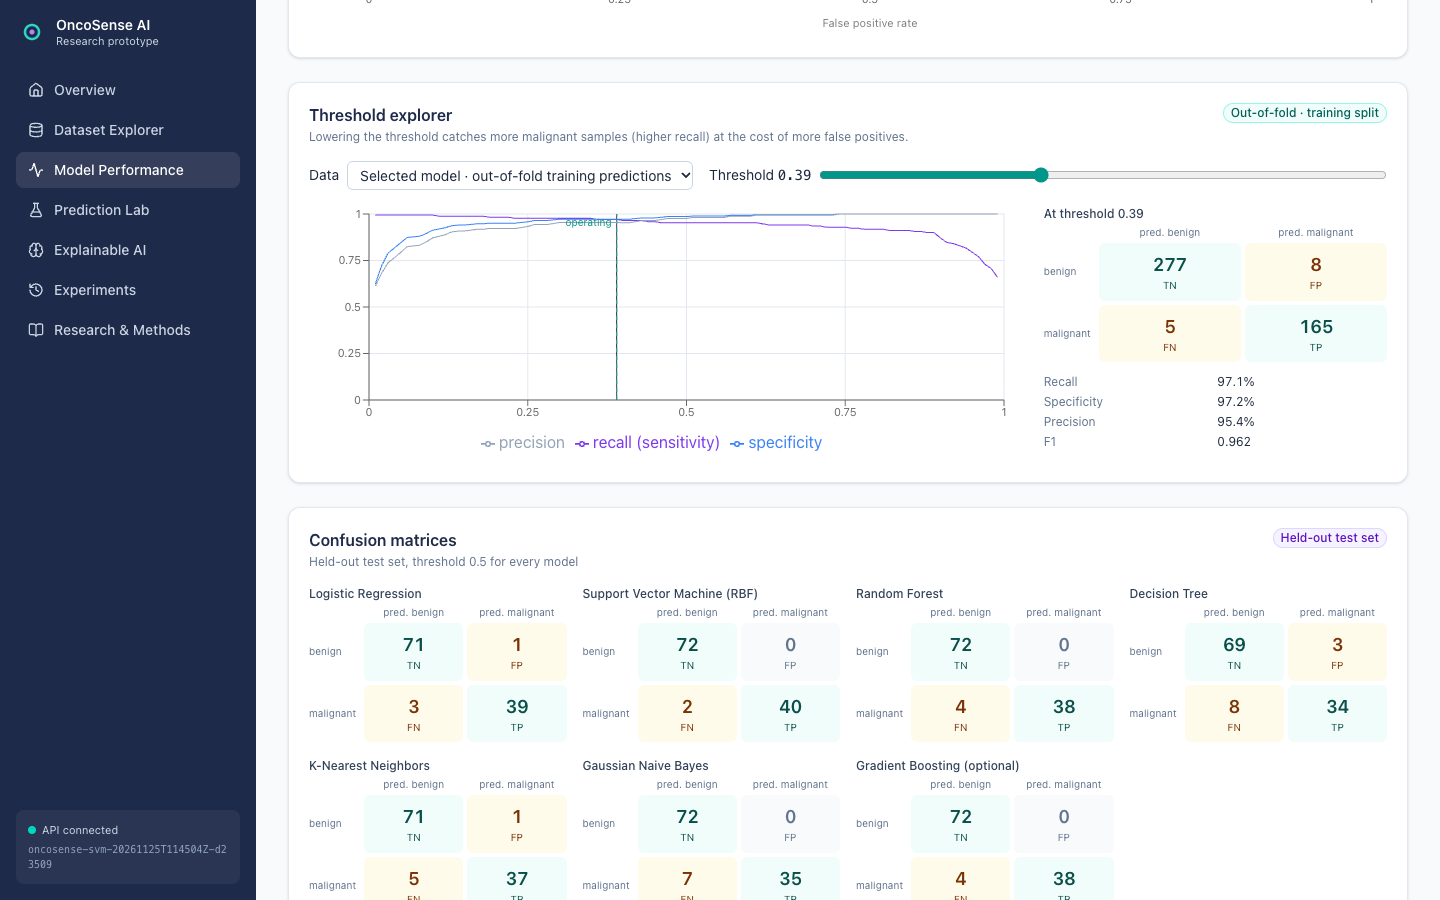 OncoSense AI
Research prototype
Overview
Dataset Explorer
Model Performance
Prediction Lab
Explainable AI
Experiments
Research & Methods
API connected
oncosense-svm-20261125T114504Z-d2
3509
False positive rate
Threshold explorer
Out-of-fold · training split
Lowering the threshold catches more malignant samples (higher recall) at the cost of more false positives.
Data Selected model · out-of-fold training predictions Threshold 0.39
1
0.75
0.5
0.25
0
operating
0 0.25 0.5 0.75 1
precision recall (sensitivity) specificity
At threshold 0.39
pred. benign pred. malignant
benign 277 8
TN FP
malignant 5 165
FN TP
Recall 97.1%
Specificity 97.2%
Precision 95.4%
F1 0.962
Confusion matrices
Held-out test set
Held-out test set, threshold 0.5 for every model
Logistic Regression
pred. benign pred. malignant
benign 71 1
TN FP
malignant 3 39
FN TP
Support Vector Machine (RBF)
pred. benign pred. malignant
benign 72 0
TN FP
malignant 2 40
FN TP
Random Forest
pred. benign pred. malignant
benign 72 0
TN FP
malignant 4 38
FN TP
Decision Tree
pred. benign pred. malignant
benign 69 3
TN FP
malignant 8 34
FN TP
K-Nearest Neighbors
pred. benign pred. malignant
benign 71 1
TN FP
malignant 5 37
FN TP
Gaussian Naive Bayes
pred. benign pred. malignant
benign 72 0
TN FP
malignant 7 35
FN TP
Gradient Boosting (optional)
pred. benign pred. malignant
benign 72 0
TN FP
malignant 4 38
FN TP